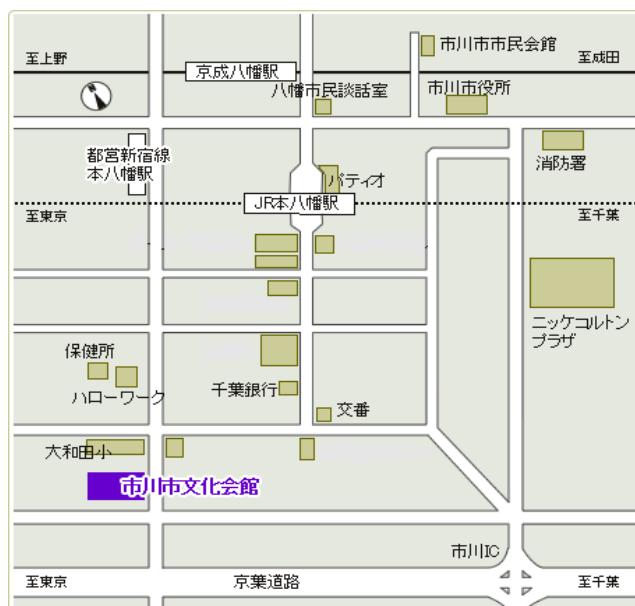 市川市市民会館
至上野
至成田
京成八幡駅
八幡市民談話室
市川市役所
都営新宿線
本八幡駅
消防署
パティオ
JR本八幡駅
至東京
至千葉
ニッケコルトン
プラザ
保健所
ハローワーク
千葉銀行
交番
大和田小
市川市文化会館
市川IC
至東京
京葉道路
至千葉